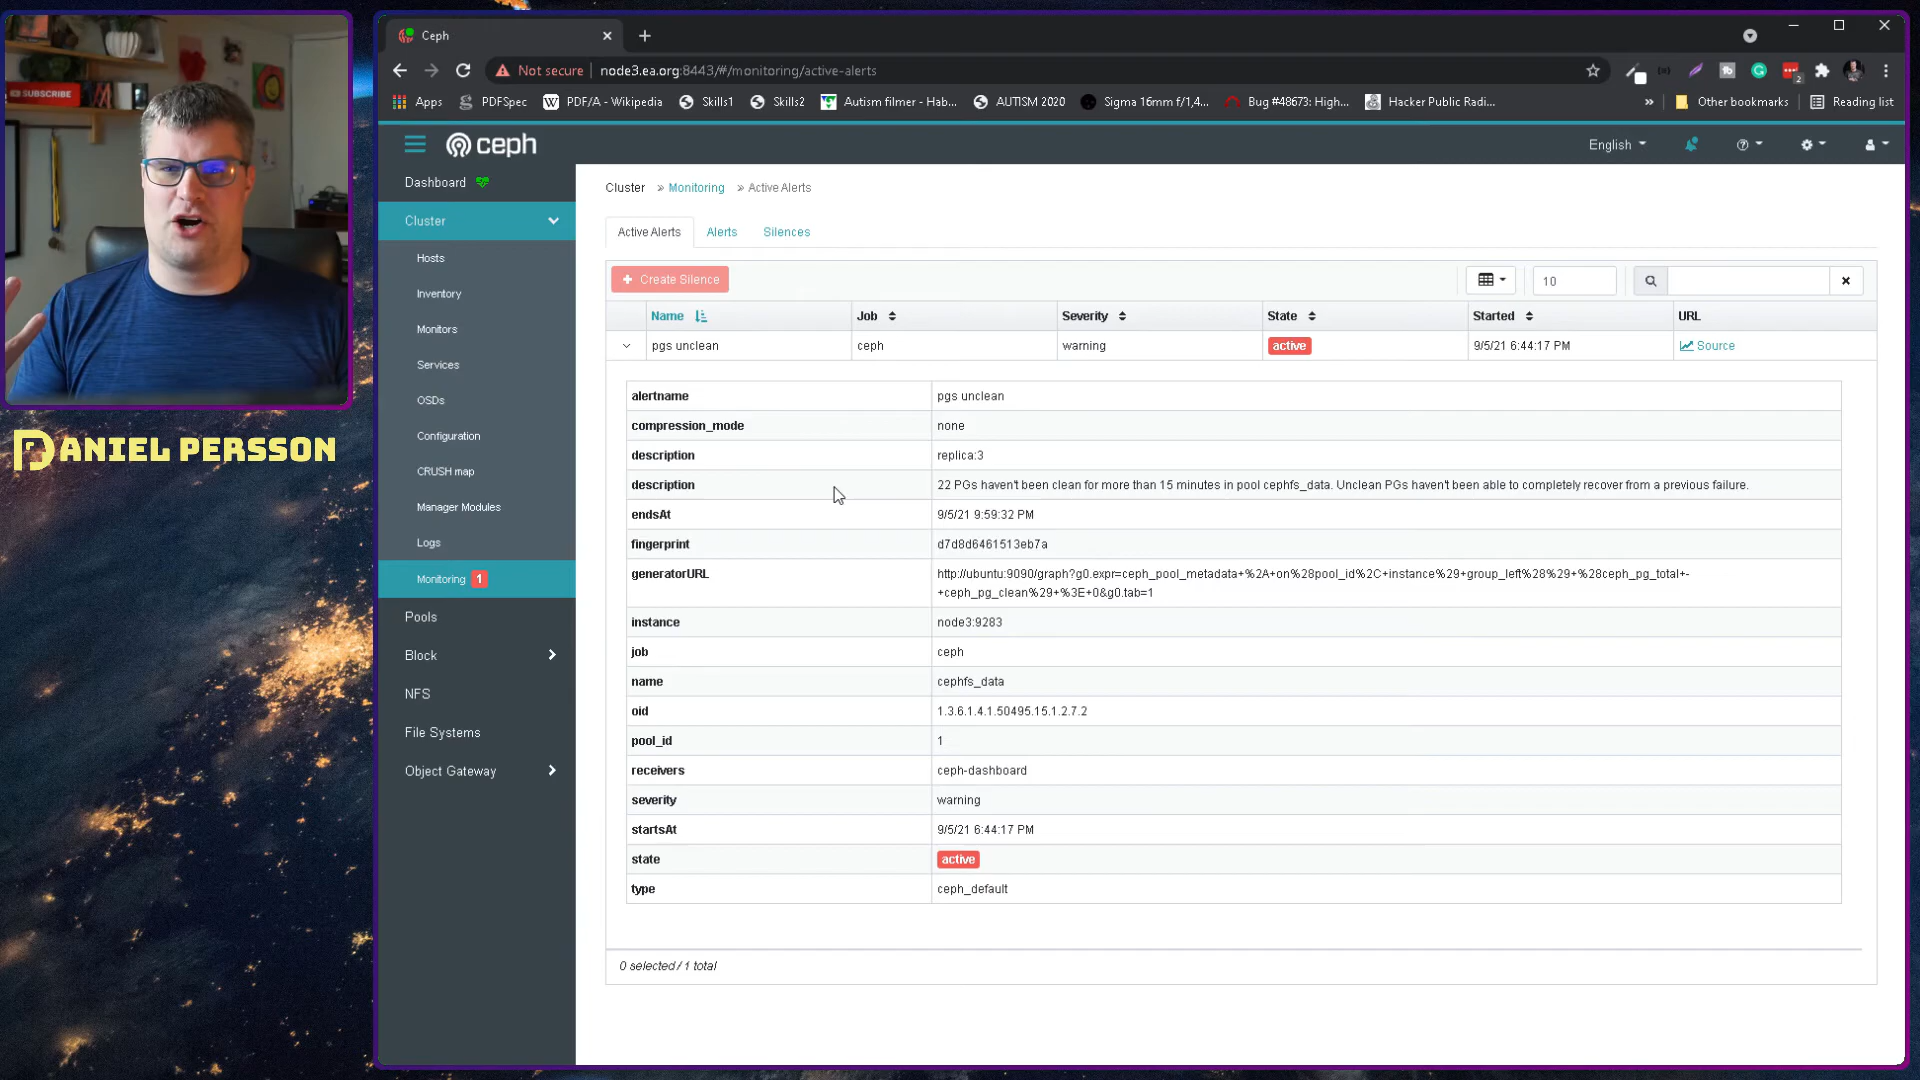 SUBSCRIBE
DANIEL PERSSON
Ceph
Not secure | node3.ea.org:8443/#/monitoring/active-alerts
2
Apps PDFSpec PDF/A - Wikipedia Skills1 Skills2 Autism filmer - Hab... AUTISM 2020 Sigma 16mm f/1,4... Bug #48673: High... Hacker Public Radi... » Other bookmarks Reading list
ceph
English
Dashboard
Cluster
Hosts
Inventory
Monitors
Services
OSDs
Configuration
CRUSH map
Manager Modules
Logs
Monitoring 1
Pools
Block
NFS
File Systems
Object Gateway
Cluster » Monitoring » Active Alerts
Active Alerts Alerts Silences
+ Create Silence 10
Name Job Severity State Started URL
pgs unclean ceph warning active 9/5/21 6:44:17 PM Source
alertname pgs unclean
compression_mode none
description replica:3
description 22 PGs haven't been clean for more than 15 minutes in pool cephfs_data. Unclean PGs haven't been able to completely recover from a previous failure.
endsAt 9/5/21 9:59:32 PM
fingerprint d7d8d6461513eb7a
generatorURL http://ubuntu:9090/graph?g0.expr=ceph_pool_metadata+%2A+on%28pool_id%2C+instance%29+group_left%28%29+%28ceph_pg_total+-
+ceph_pg_clean%29+%3E+0&g0.tab=1
instance node3:9283
job ceph
name cephfs_data
oid 1.3.6.1.4.1.50495.15.1.2.7.2
pool_id 1
receivers ceph-dashboard
severity warning
startsAt 9/5/21 6:44:17 PM
state active
type ceph_default
0 selected / 1 total